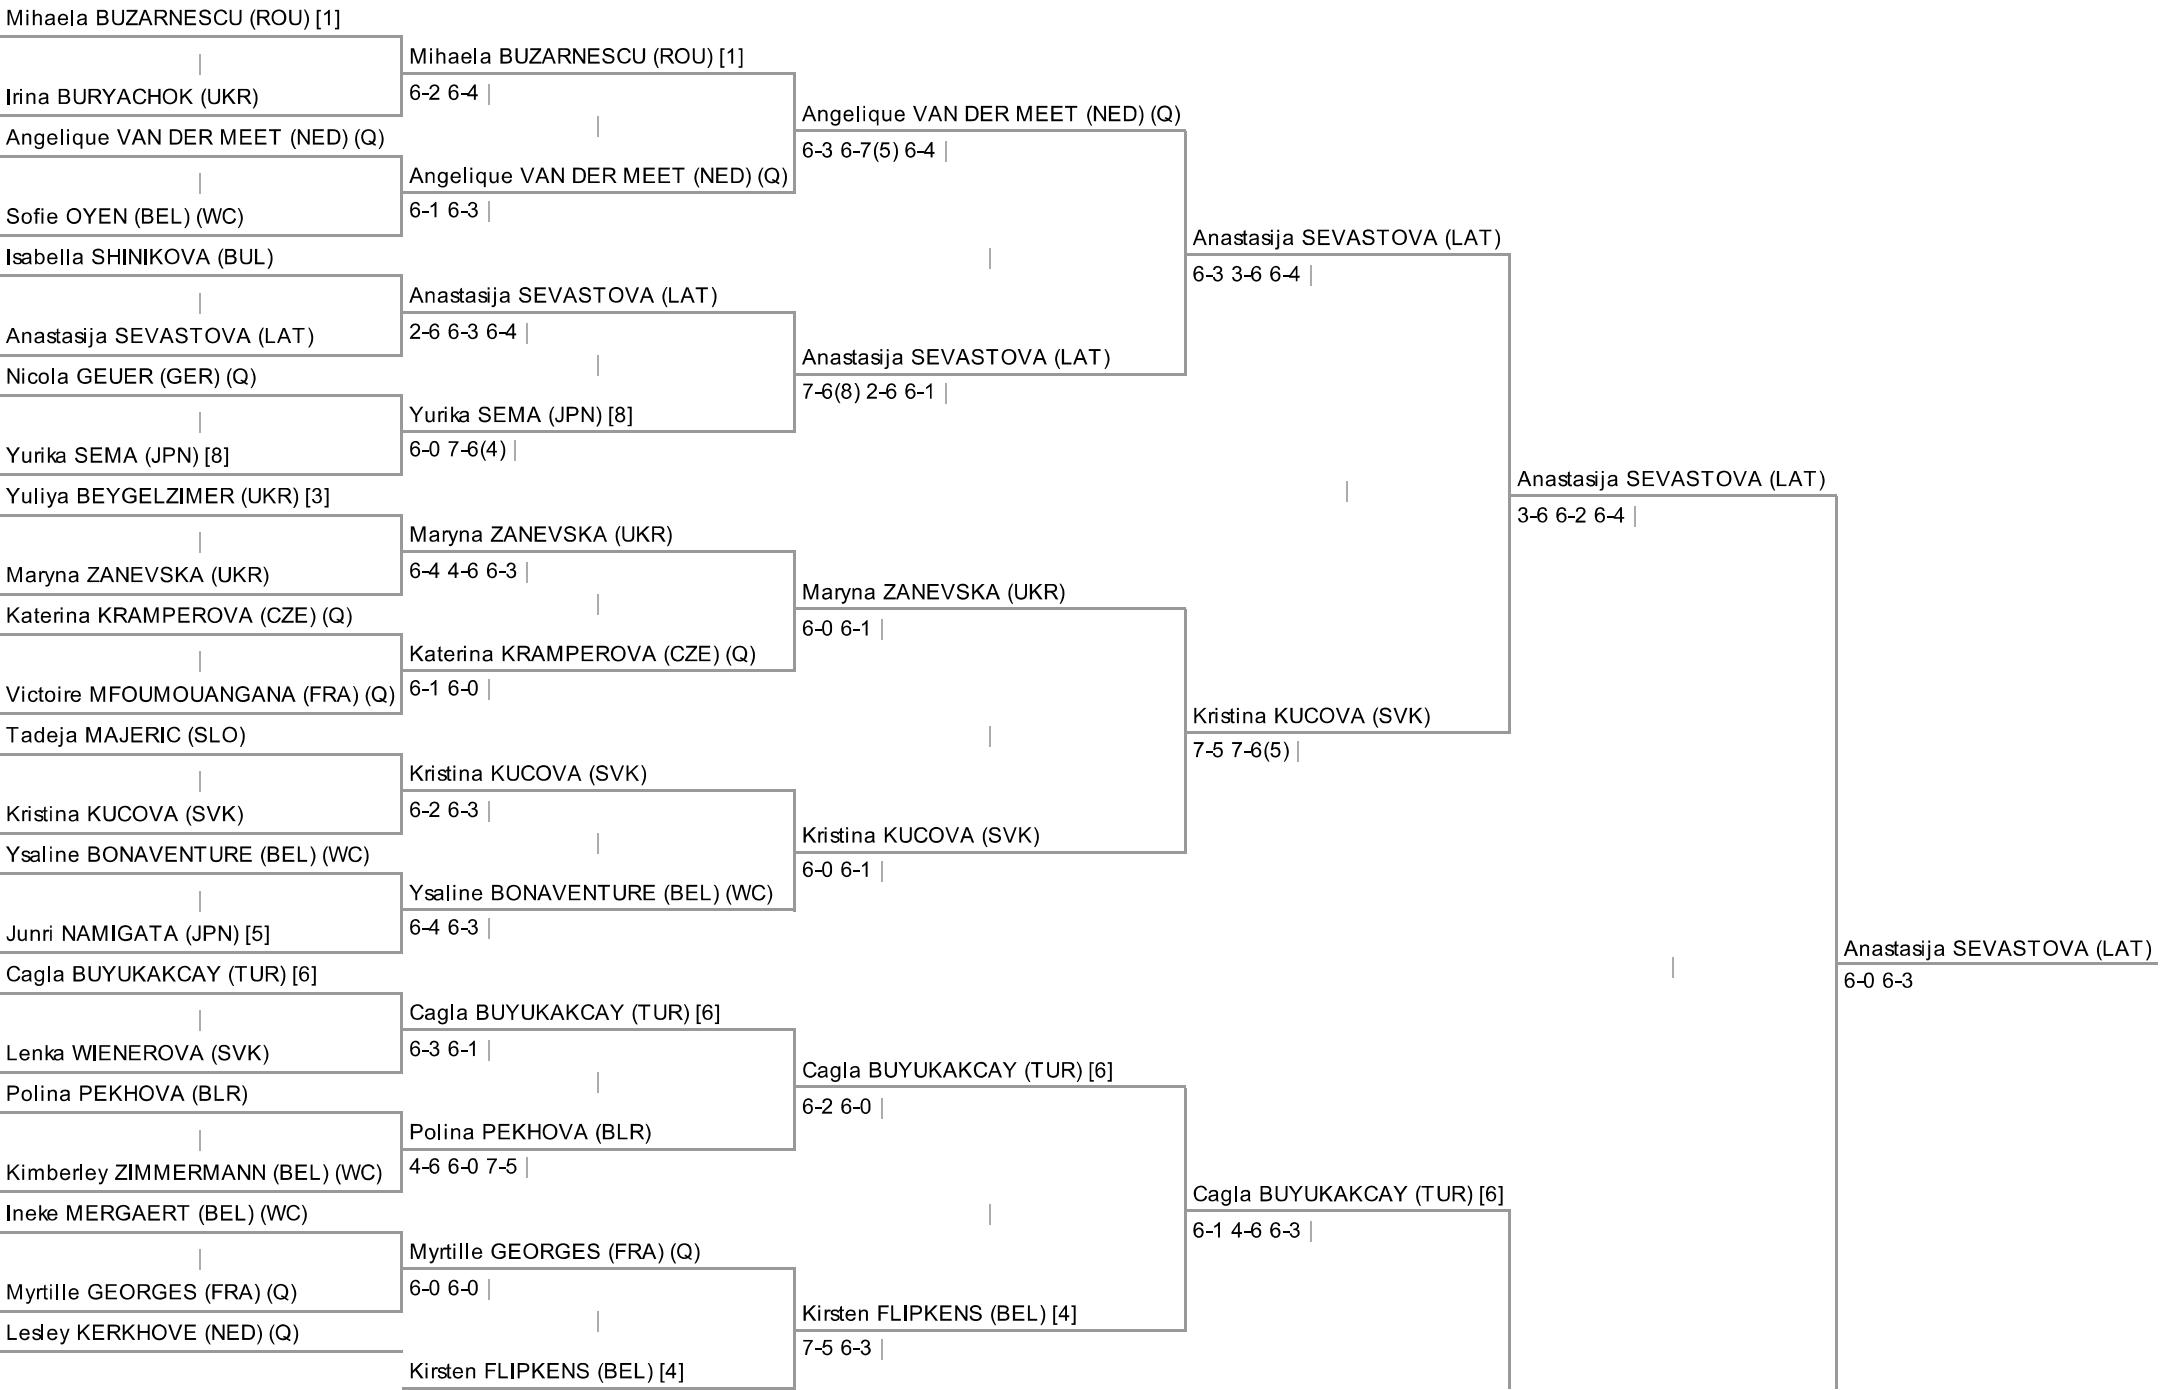 Mihaela BUZARNESCU (ROU) [1]
Irina BURYACHOK (UKR)
Angelique VAN DER MEET (NED) (Q)
Sofie OYEN (BEL) (WC)
Isabella SHINIKOVA (BUL)
Anastasija SEVASTOVA (LAT)
Nicola GEUER (GER) (Q)
Yurika SEMA (JPN) [8]
Yuliya BEYGELZIMER (UKR) [3]
Maryna ZANEVSKA (UKR)
Katerina KRAMPEROVA (CZE) (Q)
Victoire MFOUMOUANGANA (FRA) (Q)
Tadeja MAJERIC (SLO)
Kristina KUCOVA (SVK)
Ysaline BONAVENTURE (BEL) (WC)
Junri NAMIGATA (JPN) [5]
Cagla BUYUKAKCAY (TUR) [6]
Lenka WIENEROVA (SVK)
Polina PEKHOVA (BLR)
Kimberley ZIMMERMANN (BEL) (WC)
Ineke MERGAERT (BEL) (WC)
Myrtille GEORGES (FRA) (Q)
Lesley KERKHOVE (NED) (Q)
Mihaela BUZARNESCU (ROU) [1]
6-2 6-4
Angelique VAN DER MEET (NED) (Q)
6-1 6-3
Anastasija SEVASTOVA (LAT)
2-6 6-3 6-4
Yurika SEMA (JPN) [8]
6-0 7-6(4)
Maryna ZANEVSKA (UKR)
6-4 4-6 6-3
Katerina KRAMPEROVA (CZE) (Q)
6-1 6-0
Kristina KUCOVA (SVK)
6-2 6-3
Ysaline BONAVENTURE (BEL) (WC)
6-4 6-3
Cagla BUYUKAKCAY (TUR) [6]
6-3 6-1
Polina PEKHOVA (BLR)
4-6 6-0 7-5
Myrtille GEORGES (FRA) (Q)
6-0 6-0
Kirsten FLIPKENS (BEL) [4]
Angelique VAN DER MEET (NED) (Q)
6-3 6-7(5) 6-4
Anastasija SEVASTOVA (LAT)
7-6(8) 2-6 6-1
Maryna ZANEVSKA (UKR)
6-0 6-1
Kristina KUCOVA (SVK)
6-0 6-1
Cagla BUYUKAKCAY (TUR) [6]
6-2 6-0
Kirsten FLIPKENS (BEL) [4]
7-5 6-3
Anastasija SEVASTOVA (LAT)
6-3 3-6 6-4
Kristina KUCOVA (SVK)
7-5 7-6(5)
Cagla BUYUKAKCAY (TUR) [6]
6-1 4-6 6-3
Anastasija SEVASTOVA (LAT)
3-6 6-2 6-4
Anastasija SEVASTOVA (LAT)
6-0 6-3